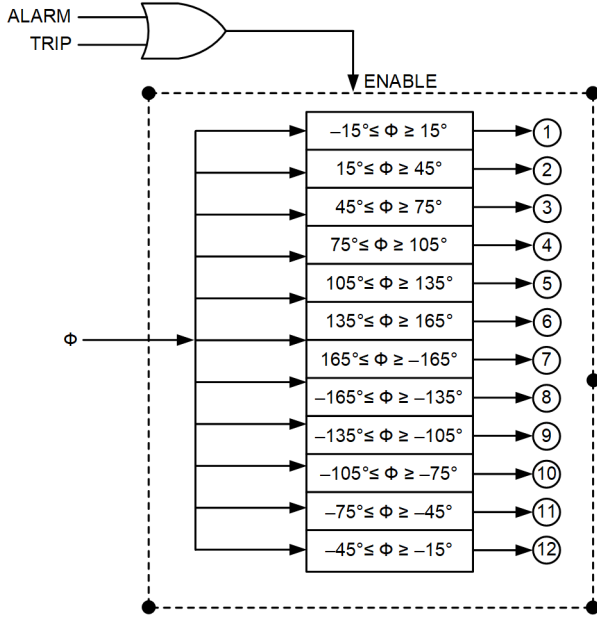 ALARM
TRIP
ENABLE
–15°≤ Φ ≥ 15°
1
15°≤ Φ ≥ 45°
2
45°≤ Φ ≥ 75°
3
75°≤ Φ ≥ 105°
4
105°≤ Φ ≥ 135°
5
135°≤ Φ ≥ 165°
6
Φ
165°≤ Φ ≥ –165°
7
–165°≤ Φ ≥ –135°
8
–135°≤ Φ ≥ –105°
9
–105°≤ Φ ≥ –75°
10
–75°≤ Φ ≥ –45°
11
–45°≤ Φ ≥ –15°
12